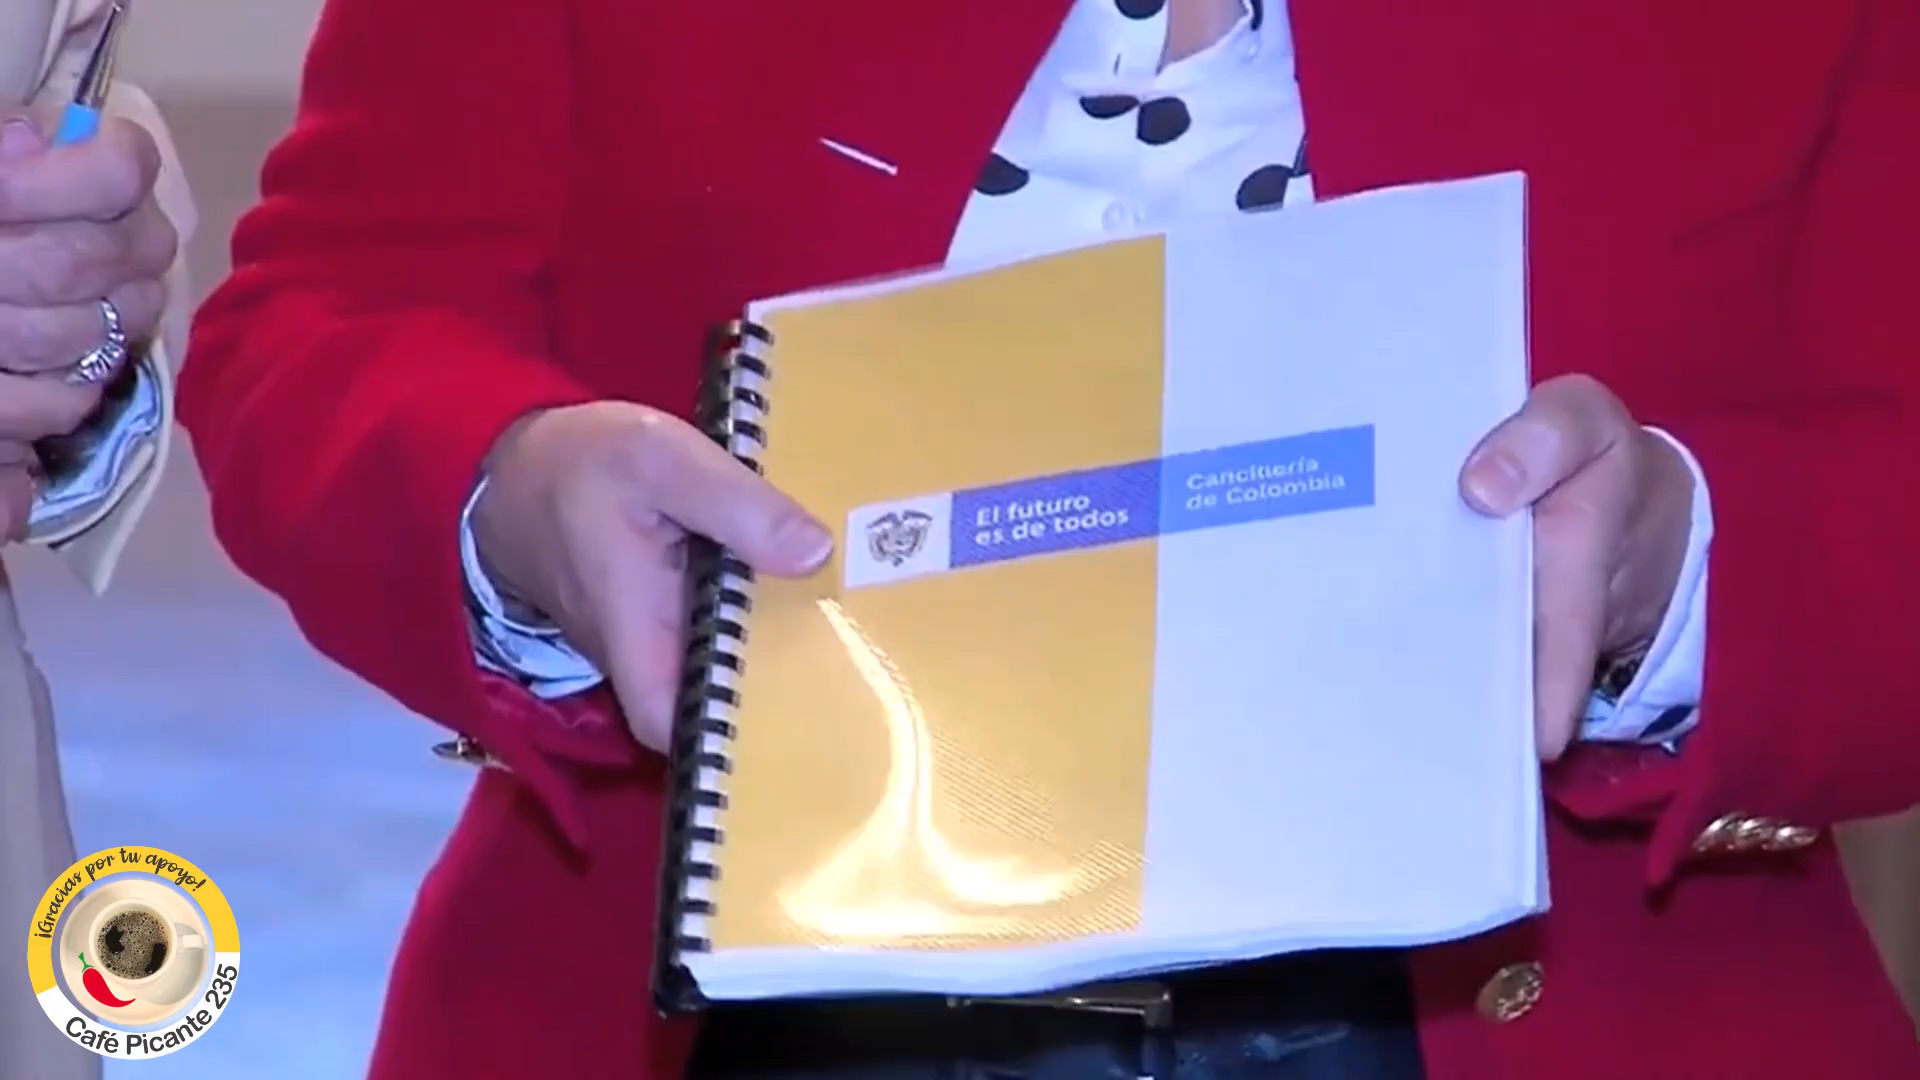 El futuro
es de todos
Cancillería
de Colombia
¡Gracias por tu apoyo!
Café Picante 235